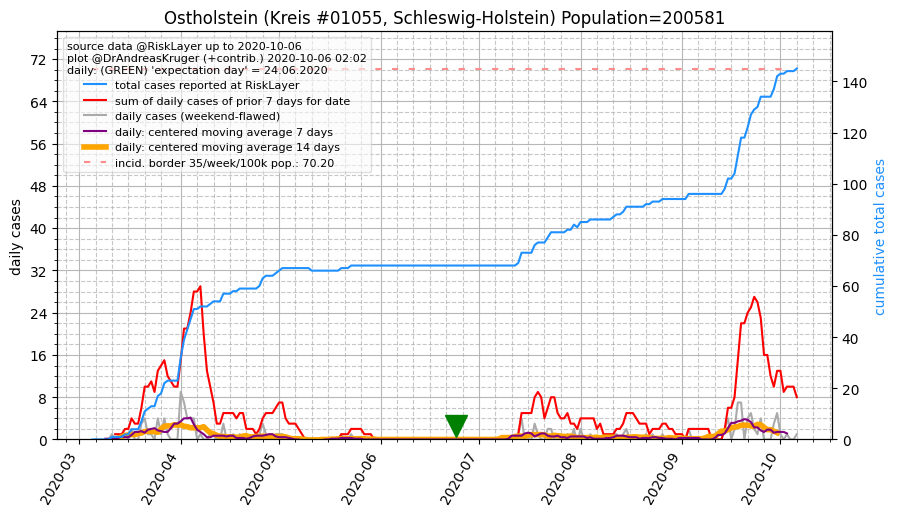 Ostholstein (Kreis #01055, Schleswig-Holstein) Population=200581
source data @RiskLayer up to 2020-10-06
plot @DrAndreasKruger (+contrib.) 2020-10-06 02:02
daily: (GREEN) 'expectation day' = 24.06.2020
total cases reported at RiskLayer
sum of daily cases of prior 7 days for date
daily cases (weekend-flawed)
daily: centered moving average 7 days
daily: centered moving average 14 days
incid. border 35/week/100k pop.: 70.20
daily cases
72
64
56
48
40
32
24
16
8
0
140
120
100
80
60
40
20
0
cumulative total cases
2020-03
2020-04
2020-05
2020-06
2020-07
2020-08
2020-09
2020-10